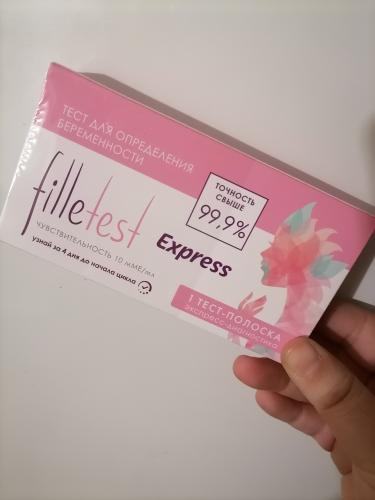 ТЕСТ ДЛЯ ОПРЕДЕЛЕНИЯ
БЕРЕМЕННОСТИ
ТОЧНОСТЬ
СВЫШЕ
99,9%
filletest
Express
ЧУВСТВИТЕЛЬНОСТЬ 10 мМЕ/мл
узнай за 4 дня до начала цикла
1 ТЕСТ-ПОЛОСКА
экспресс-диагностика